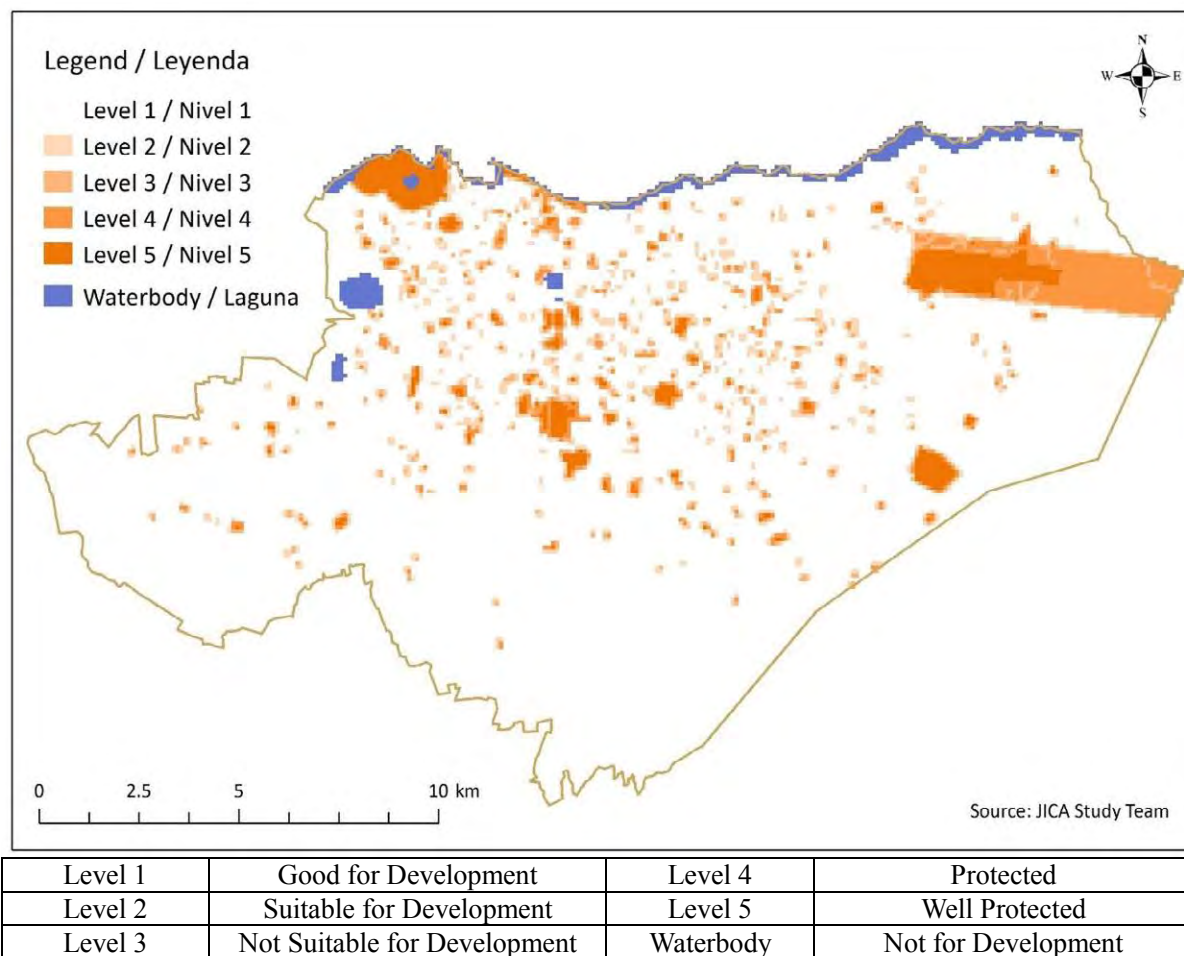 Legend / Leyenda
Level 1 / Nivel 1
Level 2 / Nivel 2
Level 3 / Nivel 3
Level 4 / Nivel 4
Level 5 / Nivel 5
Waterbody / Laguna
N
W E
S
0 2.5 5 10 km
Source: JICA Study Team
Level 1 Good for Development Level 4 Protected
Level 2 Suitable for Development Level 5 Well Protected
Level 3 Not Suitable for Development Waterbody Not for Development